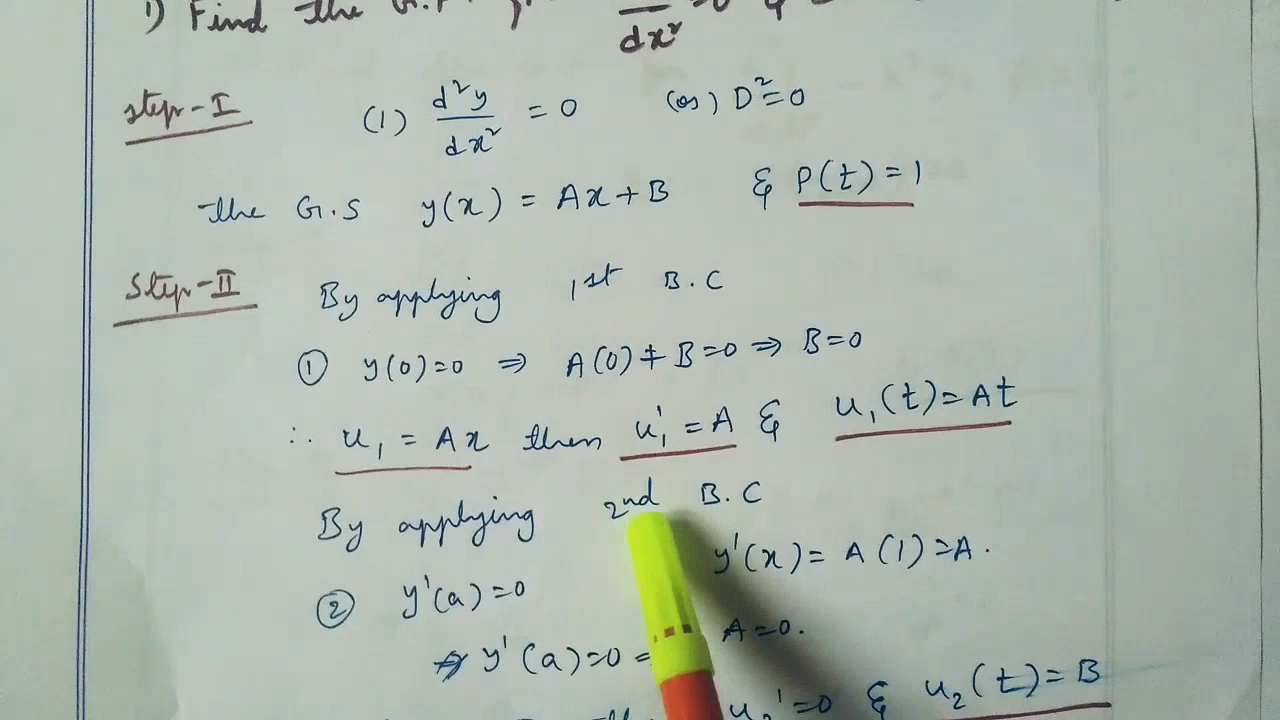 1) Find the G.F
dx²
Step-I (1) d²y/dx² = 0 (or) D²=0
the G.S y(x) = Ax + B & P(t) = 1
Step-II By applying 1st B.C
① y(0)=0 ⇒ A(0) + B = 0 ⇒ B=0
∴ u₁ = Ax then u₁' = A & u₁(t) = At
By applying 2nd B.C
y'(x) = A(1) = A.
② y'(a) = 0
⇒ y'(a) = 0 = A=0.
u₂' = 0 & u₂(t) = B